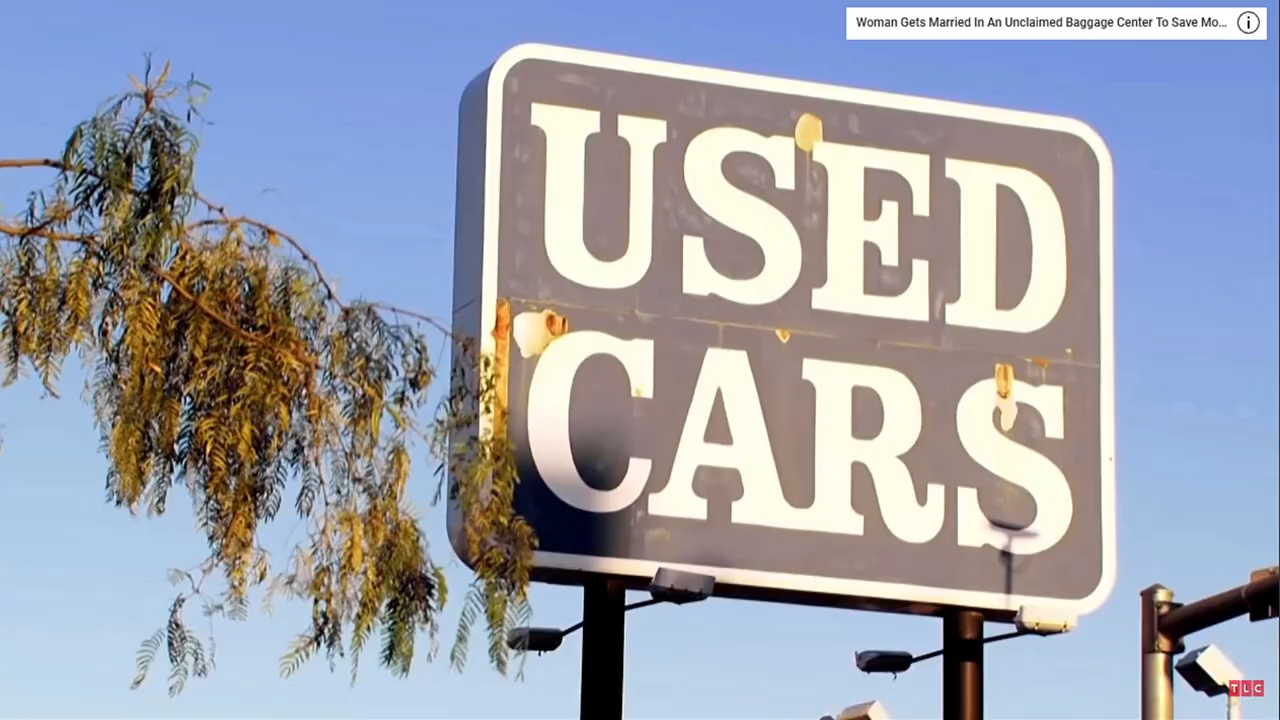 Woman Gets Married In An Unclaimed Baggage Center To Save Mo...
USED
CARS
TLC